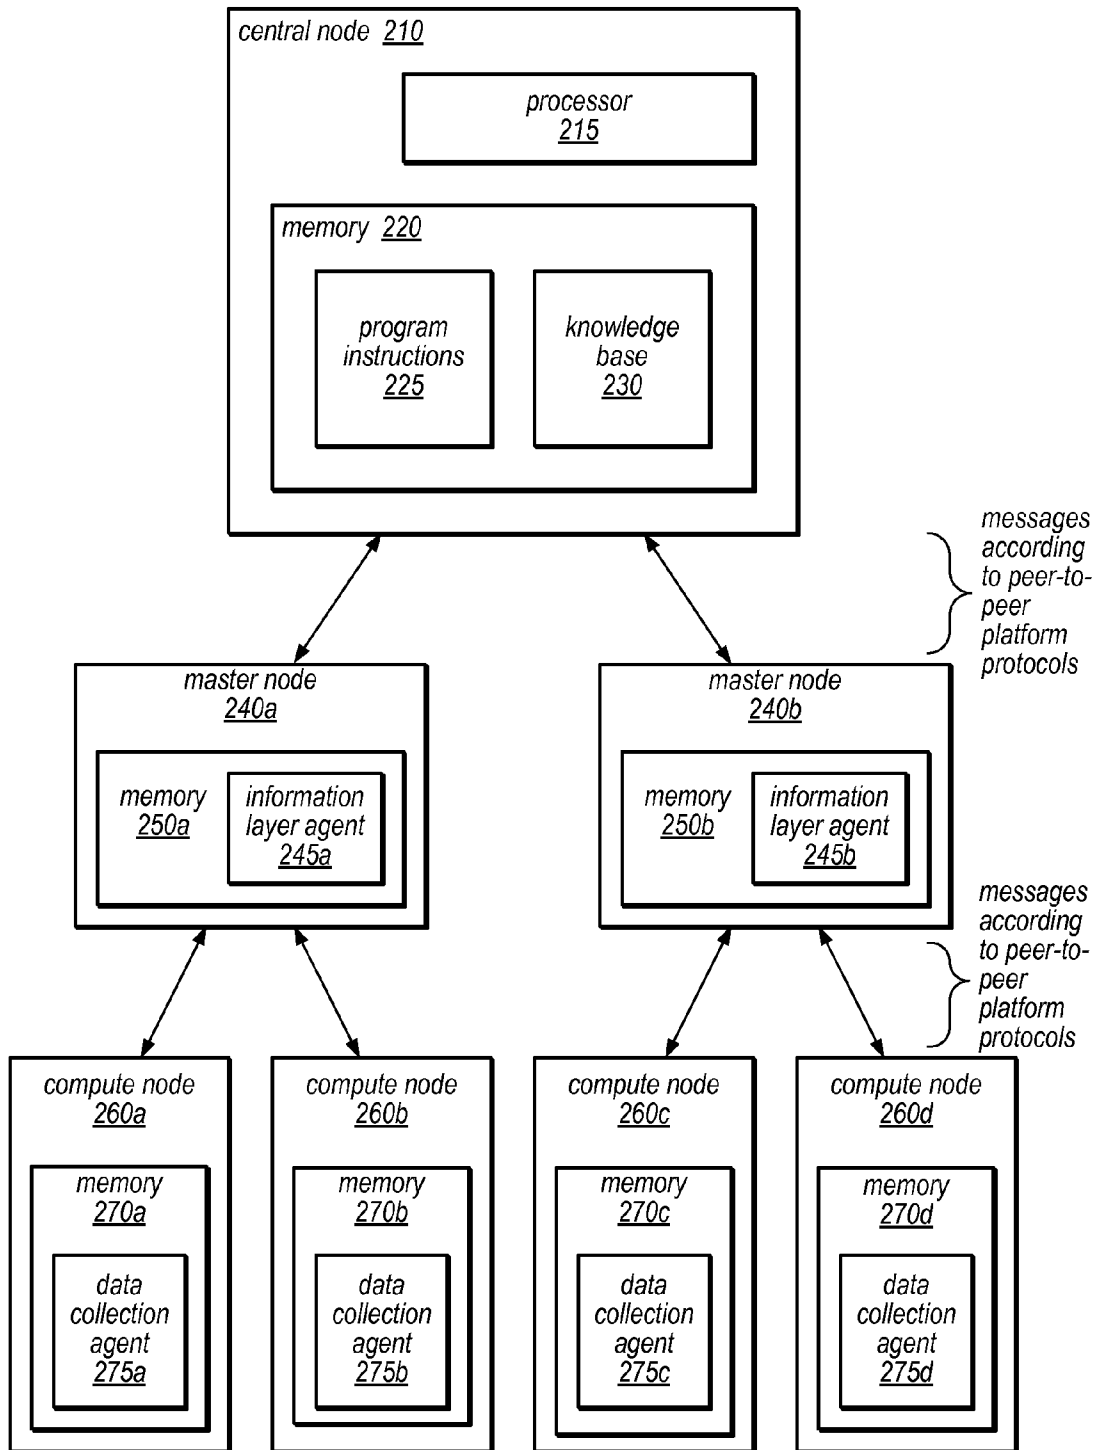 central node 210
processor
215
memory 220
program
instructions
225
knowledge
base
230
messages
according
to peer-to-
peer
platform
protocols
master node
240a
memory
250a
information
layer agent
245a
master node
240b
memory
250b
information
layer agent
245b
messages
according
to peer-to-
peer
platform
protocols
compute node
260a
memory
270a
data
collection
agent
275a
compute node
260b
memory
270b
data
collection
agent
275b
compute node
260c
memory
270c
data
collection
agent
275c
compute node
260d
memory
270d
data
collection
agent
275d